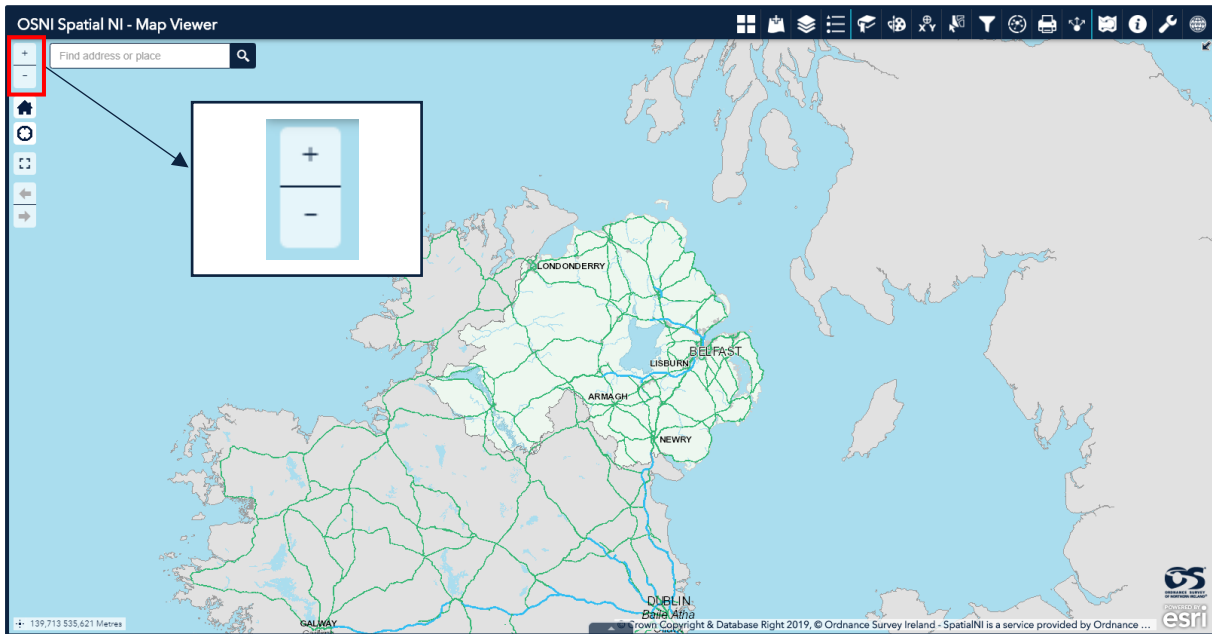 OSNI Spatial NI - Map Viewer
+
-
Find address or place
+
-
LONDONDERRY
BELFAST
LISBURN
ARMAGH
NEWRY
DUBLIN
Baile Atha
GALWAY
139,713 535,621 Metres
© Crown Copyright & Database Right 2019, © Ordnance Survey Ireland - SpatialNI is a service provided by Ordnance ...
OS
ORDNANCE SURVEY
OF NORTHERN IRELAND®
POWERED BY
esri